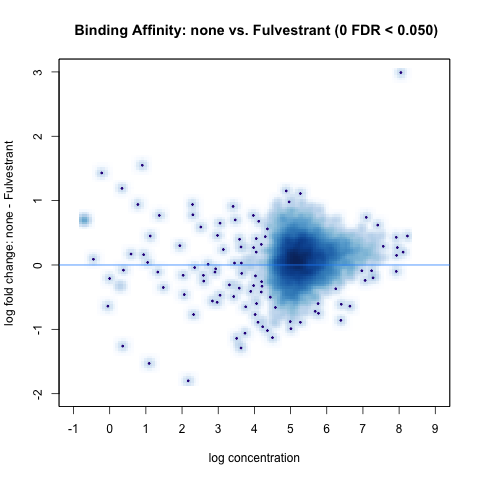 Binding Affinity: none vs. Fulvestrant (0 FDR < 0.050)
log fold change: none - Fulvestrant
3
2
1
0
-1
-2
-1 0 1 2 3 4 5 6 7 8 9
log concentration